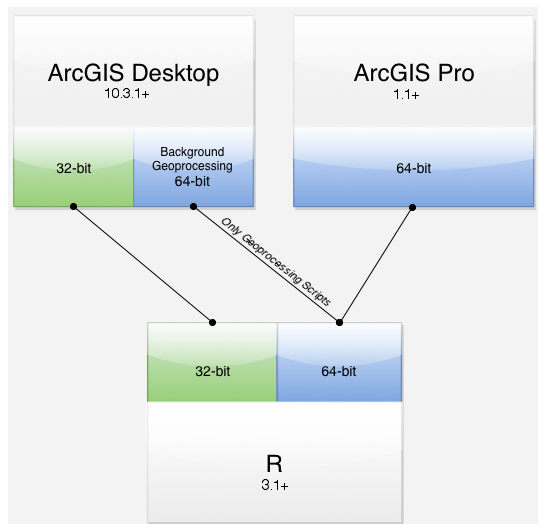 ArcGIS Desktop
10.3.1+
32-bit
Background
Geoprocessing
64-bit
ArcGIS Pro
1.1+
64-bit
Only Geoprocessing Scripts
32-bit
64-bit
R
3.1+